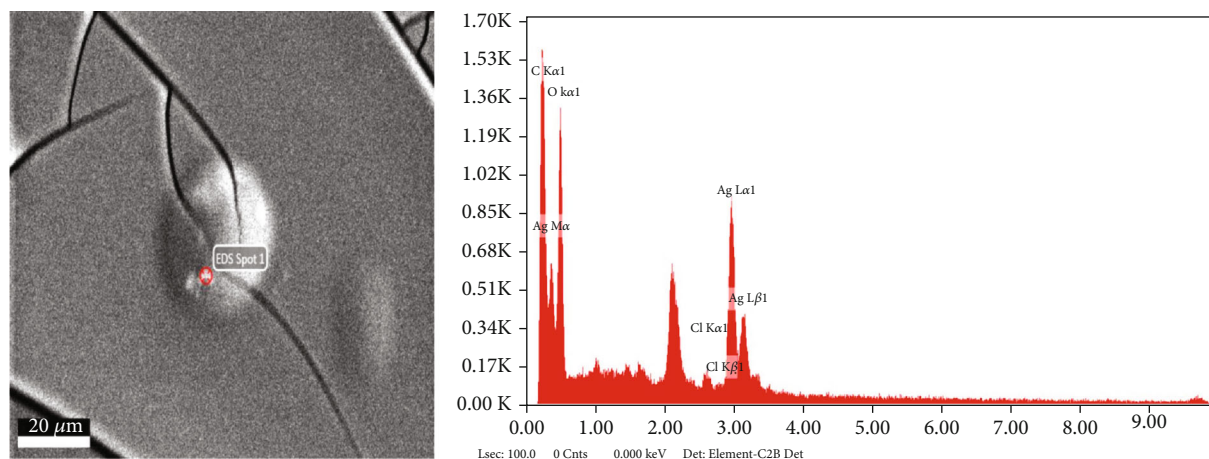 EDS Spot 1
20 μm
1.70K
1.53K
1.36K
1.19K
1.02K
0.85K
0.68K
0.51K
0.34K
0.17K
0.00 K
C Kα1
O kα1
Ag Mα
Ag Lα1
Ag Lβ1
Cl Kα1
Cl Kβ1
0.00 1.00 2.00 3.00 4.00 5.00 6.00 7.00 8.00 9.00
Lsec: 100.0 0 Cnts 0.000 keV Det: Element-C2B Det